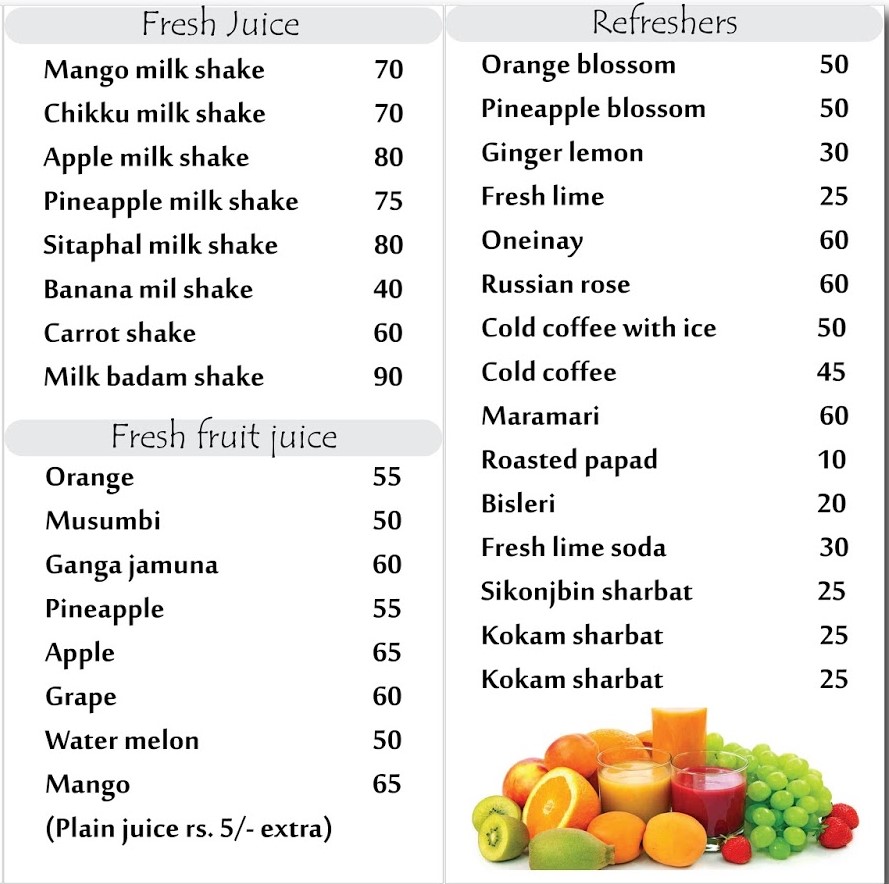 Fresh Juice
Mango milk shake 70
Chikku milk shake 70
Apple milk shake 80
Pineapple milk shake 75
Sitaphal milk shake 80
Banana mil shake 40
Carrot shake 60
Milk badam shake 90
Fresh fruit juice
Orange 55
Musumbi 50
Ganga jamuna 60
Pineapple 55
Apple 65
Grape 60
Water melon 50
Mango 65
(Plain juice rs. 5/- extra)
Refreshers
Orange blossom 50
Pineapple blossom 50
Ginger lemon 30
Fresh lime 25
Oneinay 60
Russian rose 60
Cold coffee with ice 50
Cold coffee 45
Maramari 60
Roasted papad 10
Bisleri 20
Fresh lime soda 30
Sikonjbin sharbat 25
Kokam sharbat 25
Kokam sharbat 25